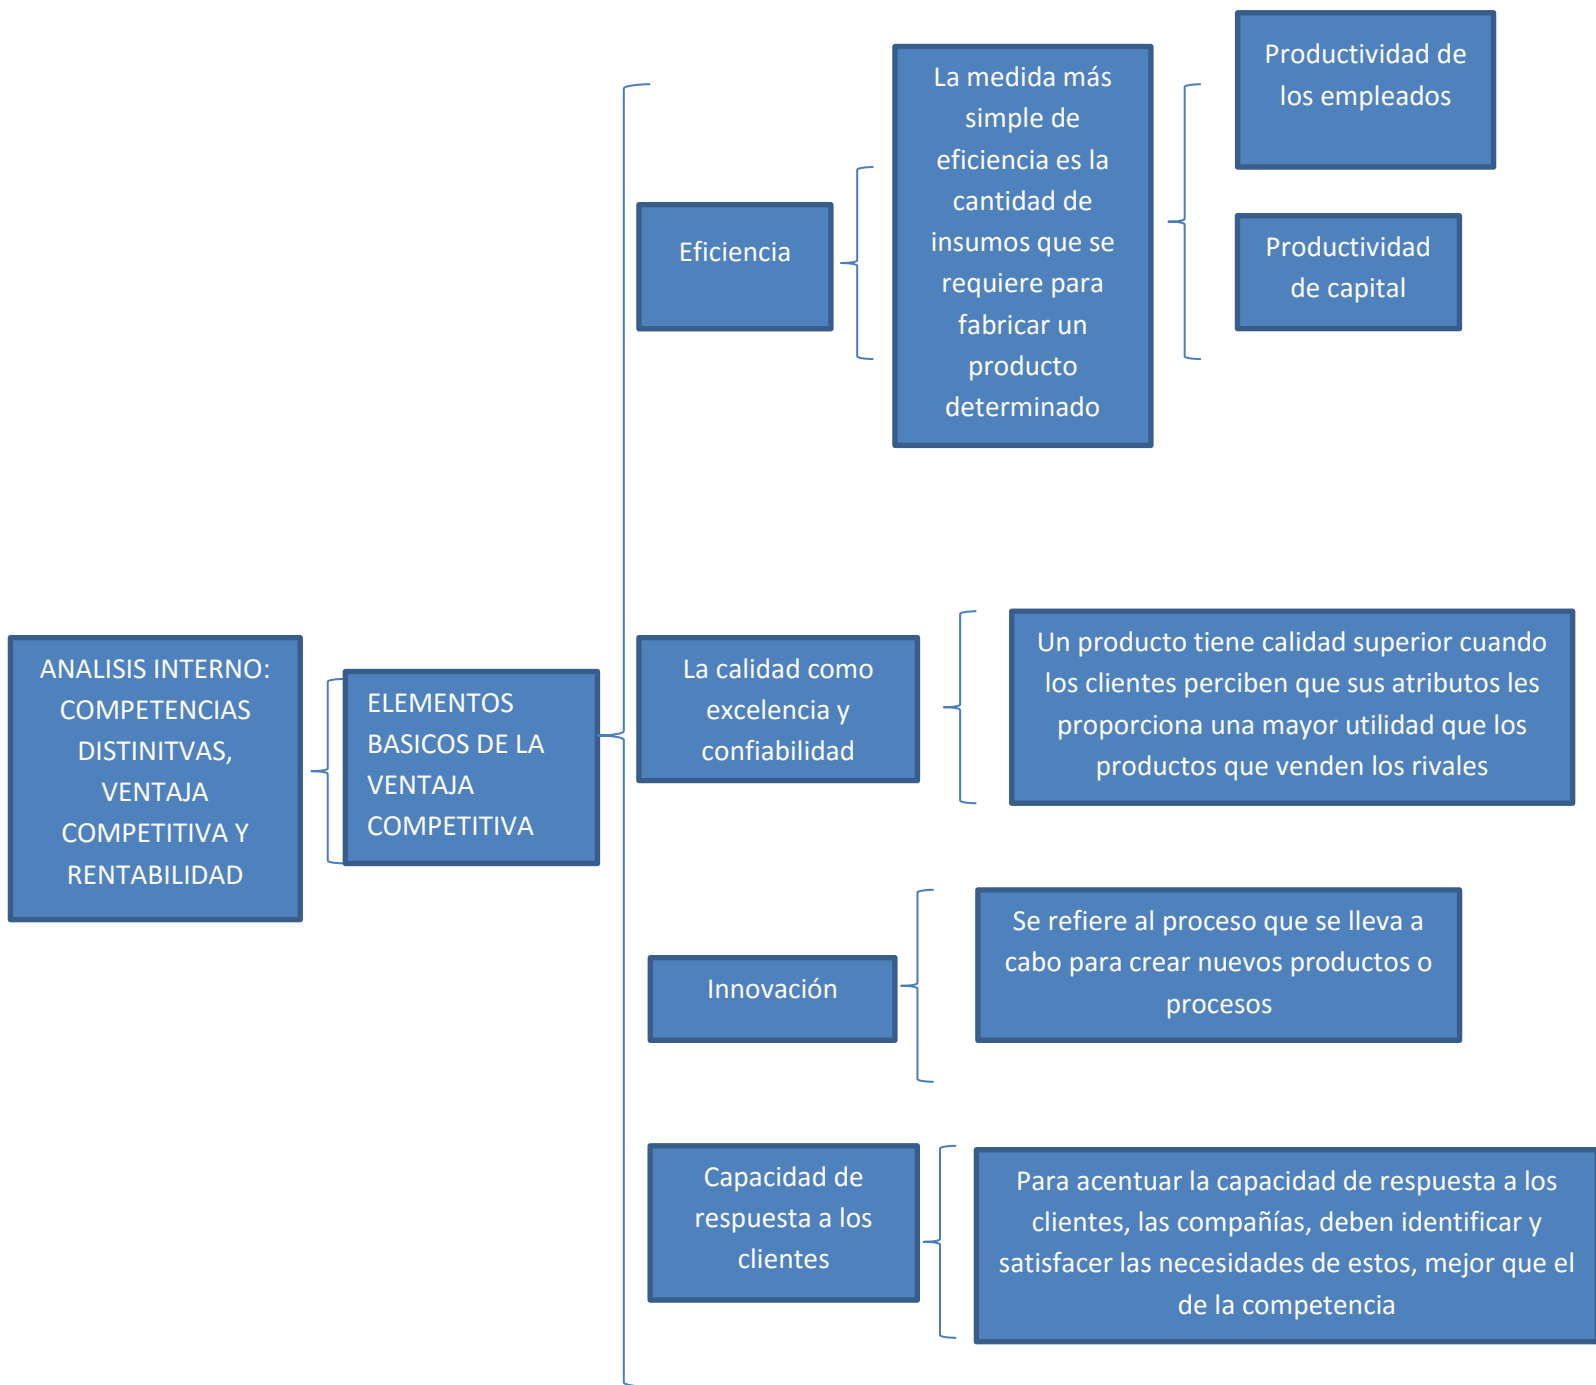 ANALISIS INTERNO:
COMPETENCIAS
DISTINITVAS,
VENTAJA
COMPETITIVA Y
RENTABILIDAD
ELEMENTOS
BASICOS DE LA
VENTAJA
COMPETITIVA
Eficiencia
La medida más
simple de
eficiencia es la
cantidad de
insumos que se
requiere para
fabricar un
producto
determinado
Productividad de
los empleados
Productividad
de capital
La calidad como
excelencia y
confiabilidad
Un producto tiene calidad superior cuando
los clientes perciben que sus atributos les
proporciona una mayor utilidad que los
productos que venden los rivales
Innovación
Se refiere al proceso que se lleva a
cabo para crear nuevos productos o
procesos
Capacidad de
respuesta a los
clientes
Para acentuar la capacidad de respuesta a los
clientes, las compañías, deben identificar y
satisfacer las necesidades de estos, mejor que el
de la competencia